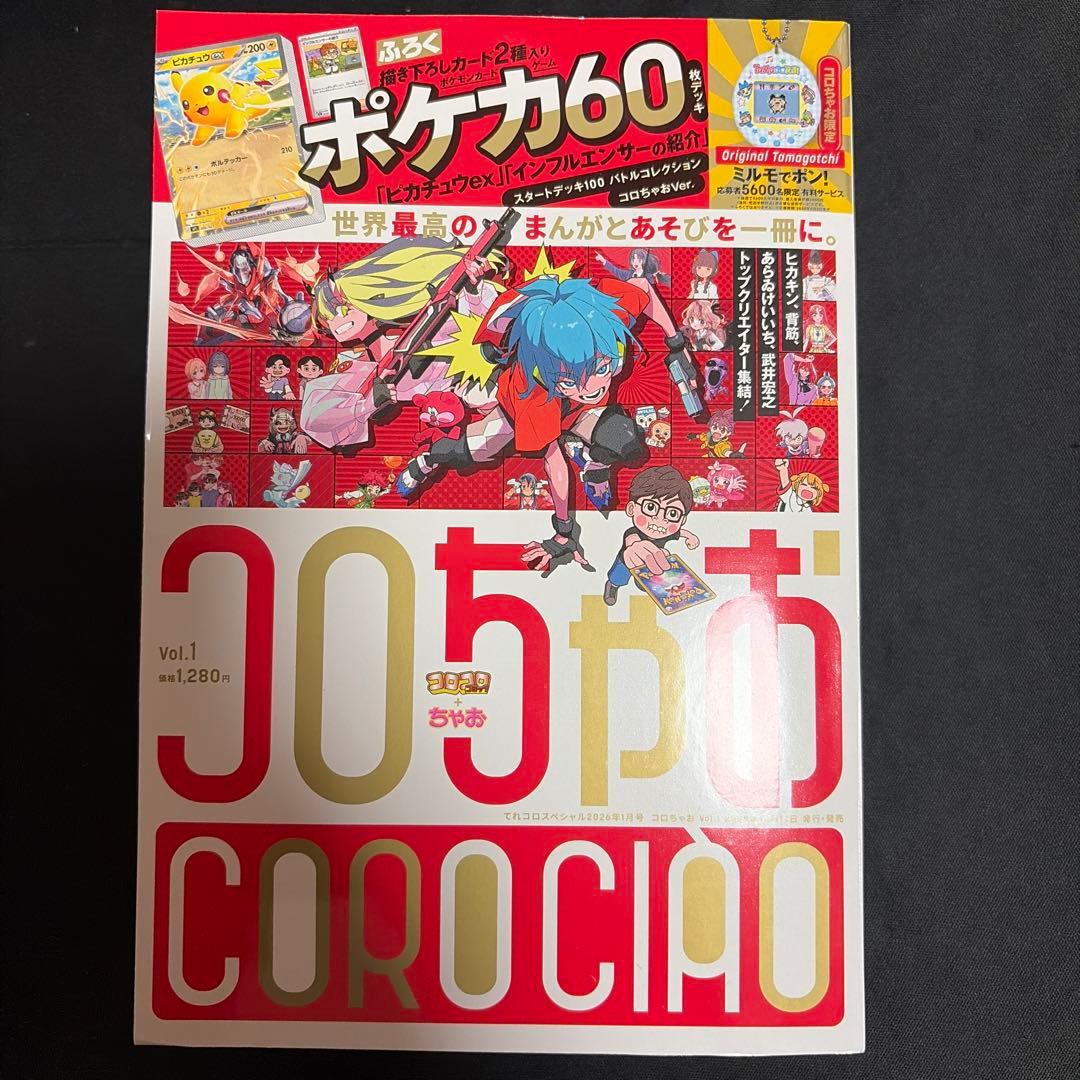 ふろく
描き下ろしカード2種入り
ポケモンカードゲーム
ポケカ60枚デッキ
「ピカチュウex」「インフルエンサーの紹介」
スタートデッキ100 バトルコレクション
コロちゃおVer.
ピカチュウex
200
ボルテッカー 210
コロちゃお限定
Original Tamagotchi
ミルモでポン!
応募者5600名限定 有料サービス
世界最高のまんがとあそびを一冊に。
ヒカキン、背筋、
あらゐけいいち、武井宏之
トップクリエイター集結!
コロちゃお
Vol.1
価格1,280円
コロコロ
+
ちゃお
てれコロスペシャル2026年1月号 コロちゃお
発行・発売
COROCIÀO